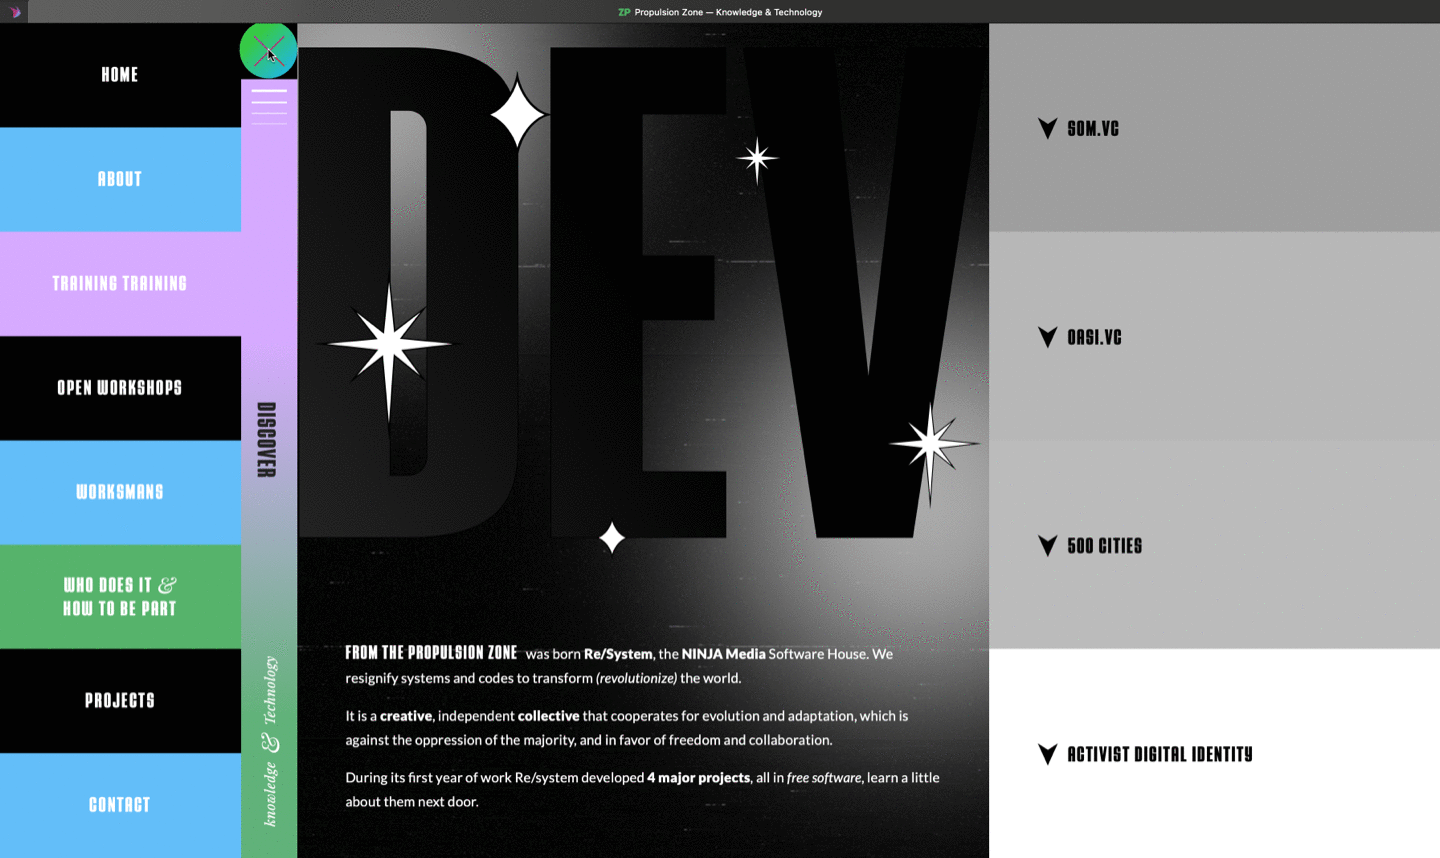 ZP Propulsion Zone — Knowledge & Technology
HOME
ABOUT
TRAINING TRAINING
OPEN WORKSHOPS
WORKSMANS
WHO DOES IT &
HOW TO BE PART
PROJECTS
CONTACT
DISCOVER
knowledge & Technology
DEV
FROM THE PROPULSION ZONE was born Re/System, the NINJA Media Software House. We
resignify systems and codes to transform (revolutionize) the world.
It is a creative, independent collective that cooperates for evolution and adaptation, which is
against the oppression of the majority, and in favor of freedom and collaboration.
During its first year of work Re/system developed 4 major projects, all in free software, learn a little
about them next door.
SOM.VC
OASI.VC
500 CITIES
ACTIVIST DIGITAL IDENTITY